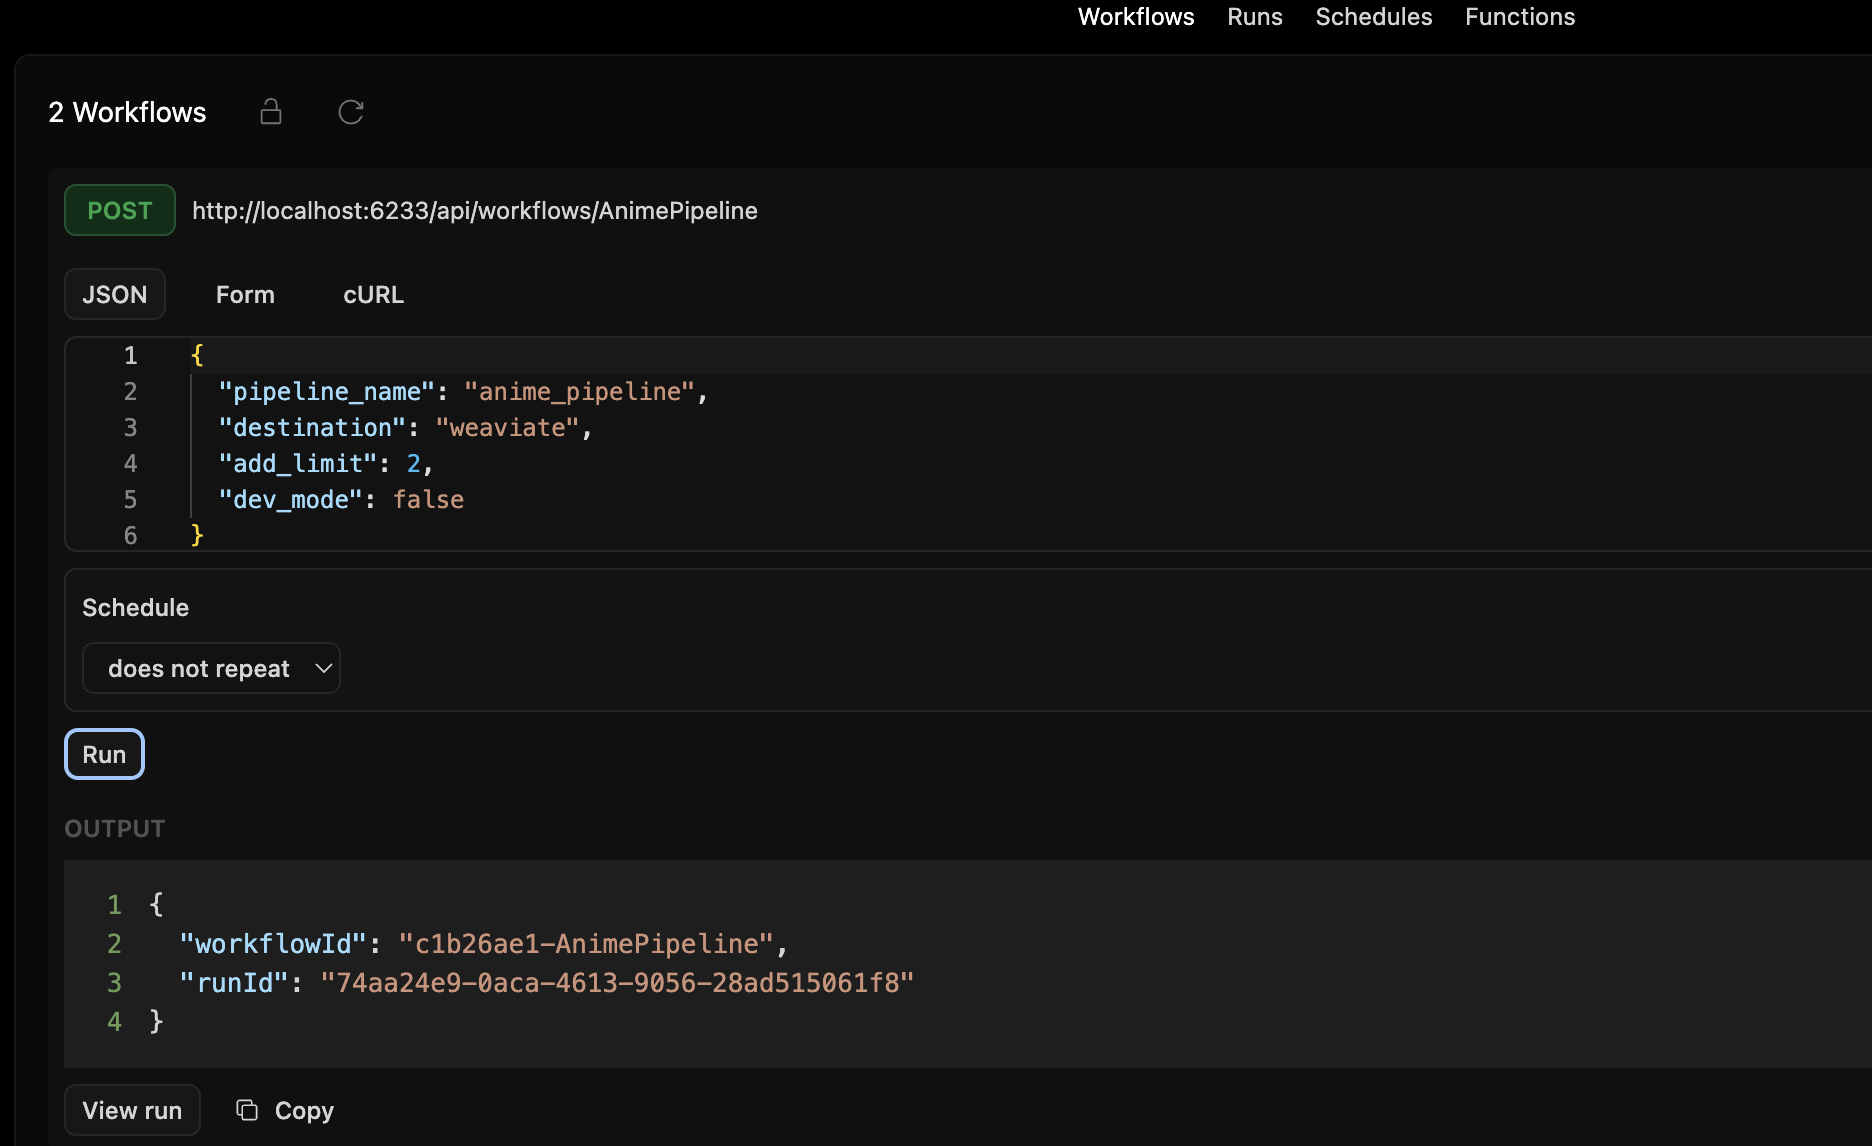 Workflows Runs Schedules Functions
2 Workflows
POST http://localhost:6233/api/workflows/AnimePipeline
JSON Form cURL
1 {
2 "pipeline_name": "anime_pipeline",
3 "destination": "weaviate",
4 "add_limit": 2,
5 "dev_mode": false
6 }
Schedule
does not repeat
Run
OUTPUT
1 {
2 "workflowId": "c1b26ae1-AnimePipeline",
3 "runId": "74aa24e9-0aca-4613-9056-28ad515061f8"
4 }
View run Copy